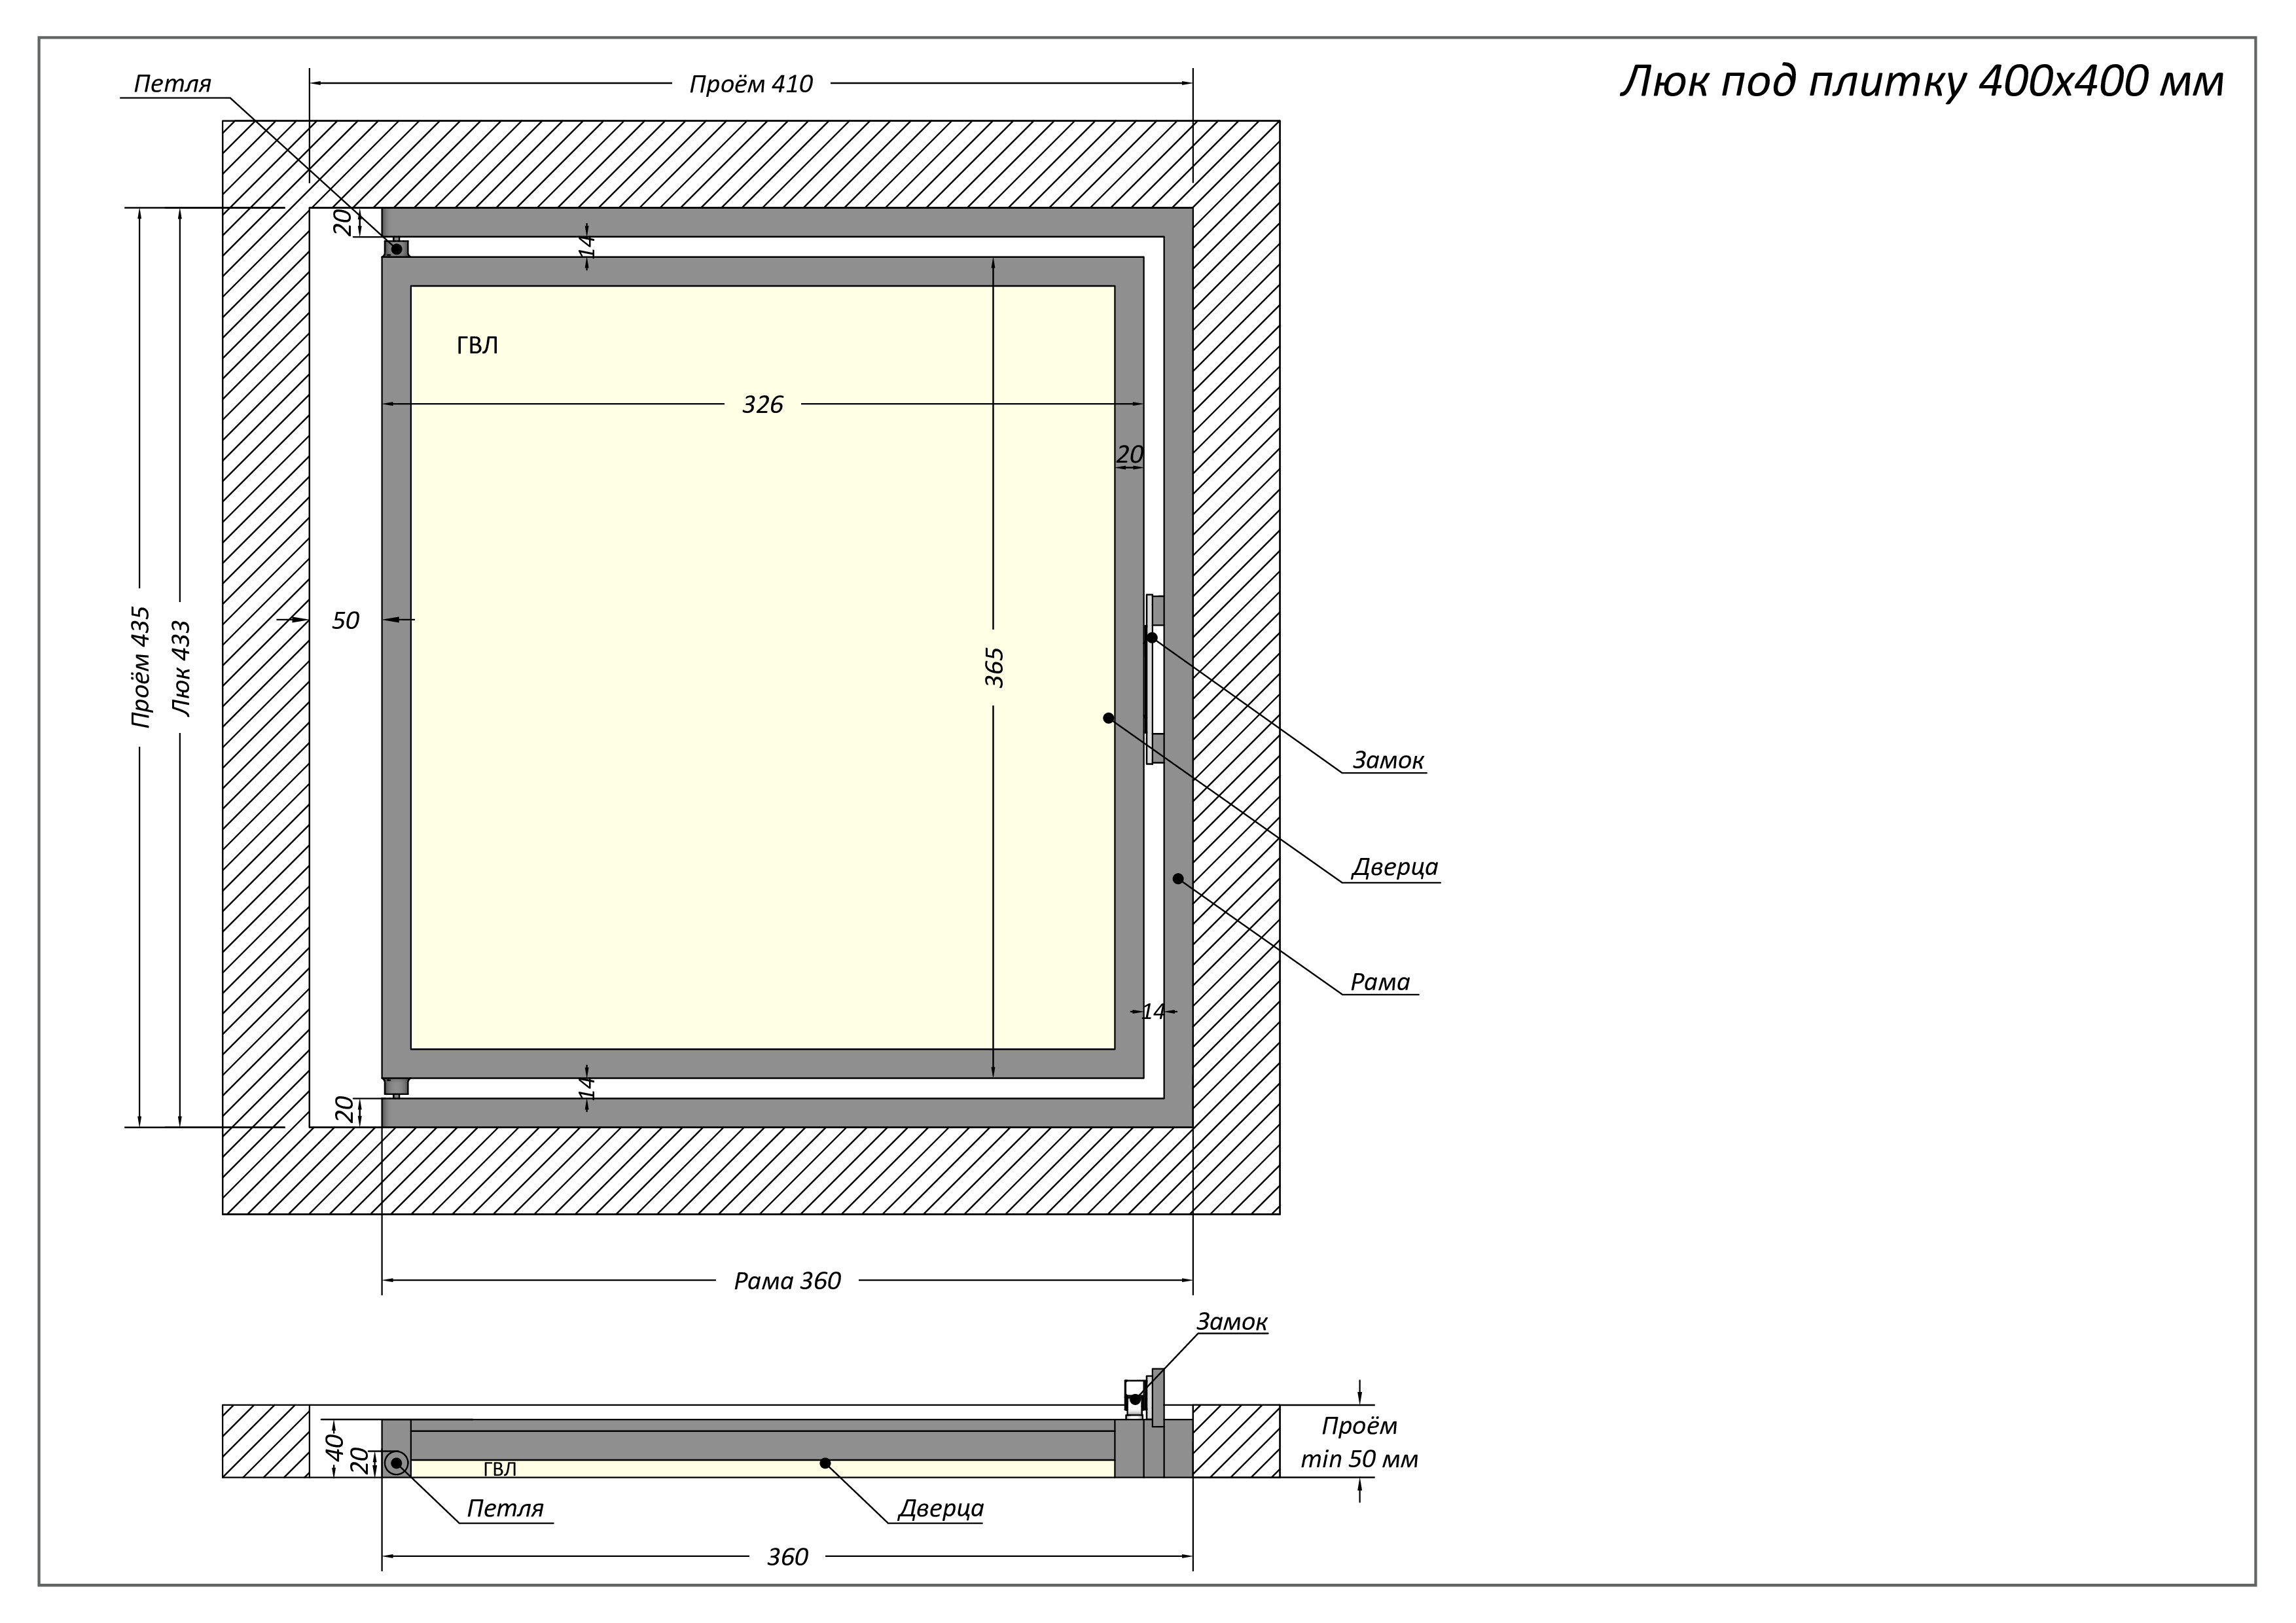 Люк под плитку 400х400 мм
Петля
Проём 410
20
14
ГВЛ
326
20
50
Проём 435
Люк 433
365
Замок
Дверца
Рама
14
14
20
Рама 360
Замок
40
20
ГВЛ
Проём
min 50 мм
Петля
Дверца
360